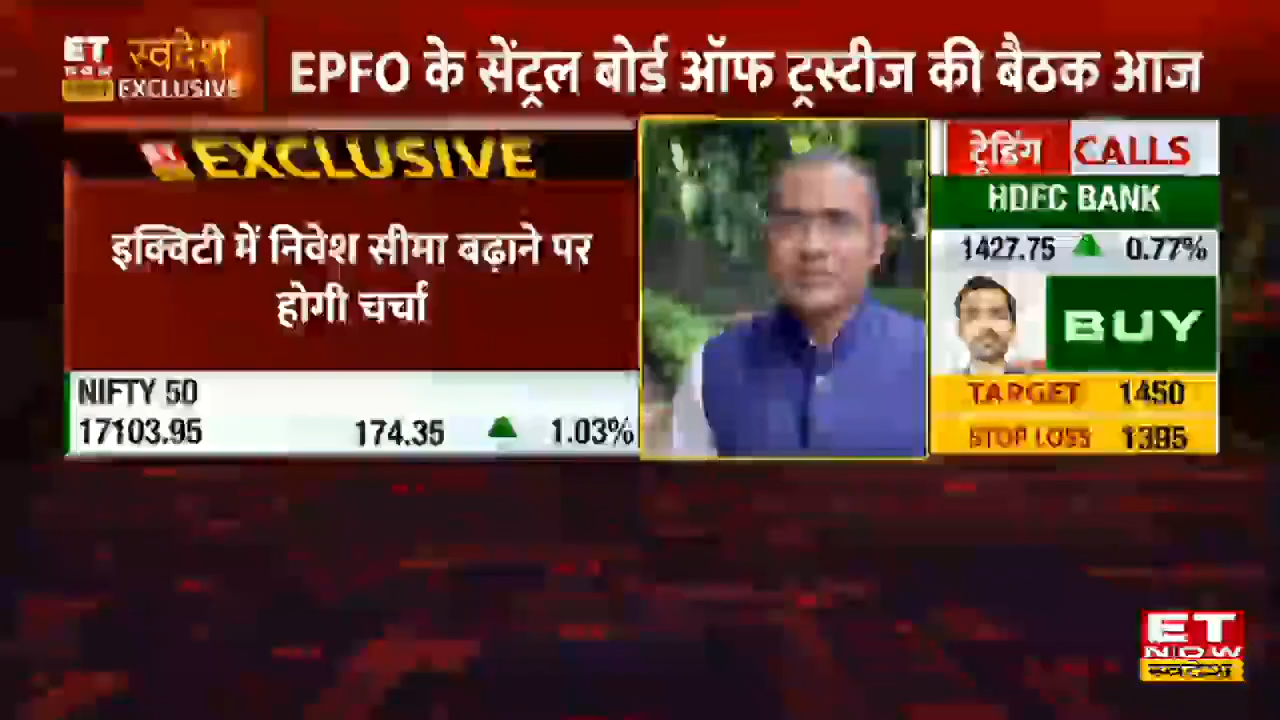 ET
NOW
स्वदेश
EXCLUSIVE
EPFO के सेंट्रल बोर्ड ऑफ ट्रस्टीज की बैठक आज
EXCLUSIVE
इक्विटी में निवेश सीमा बढ़ाने पर
होगी चर्चा
NIFTY 50
17103.95 174.35 ▲ 1.03%
ट्रेडिंग CALLS
HDFC BANK
1427.75 ▲ 0.77%
BUY
TARGET 1450
STOP LOSS 1395
ET
NOW
स्वदेश